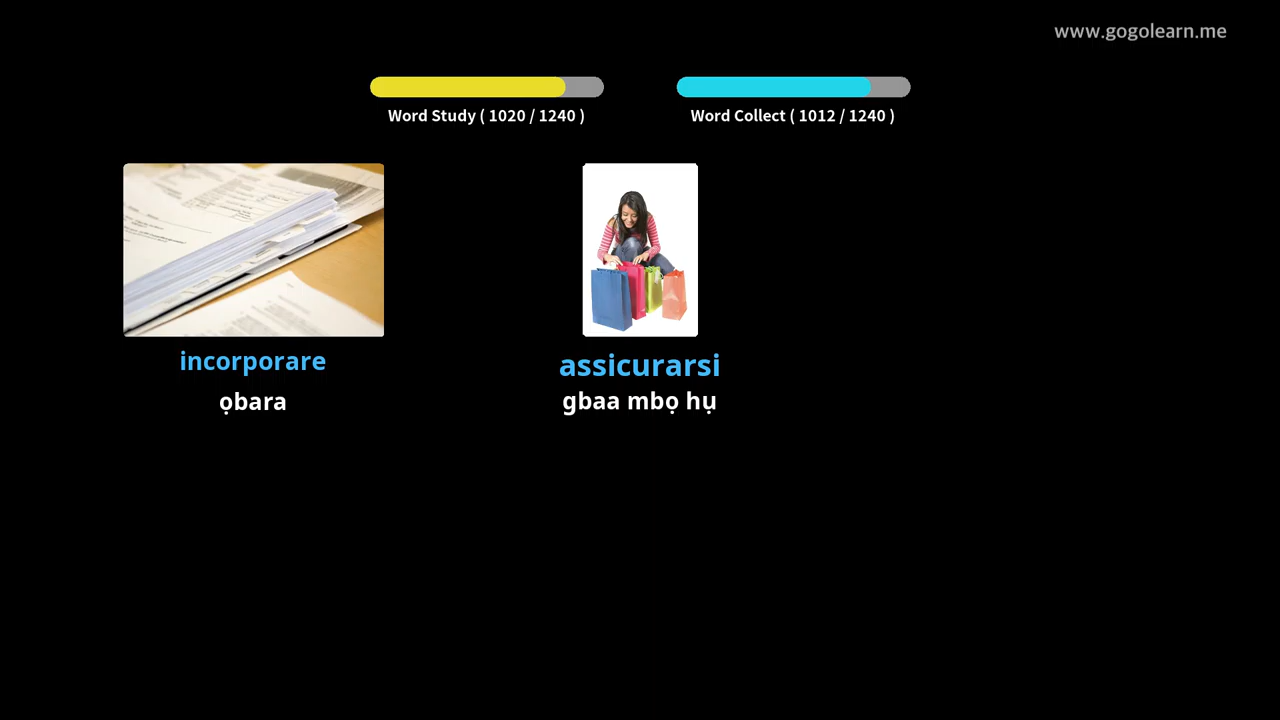 www.gogolearn.me
Word Study ( 1020 / 1240 )
Word Collect ( 1012 / 1240 )
incorporare
ọbara
assicurarsi
gbaa mbọ hụ